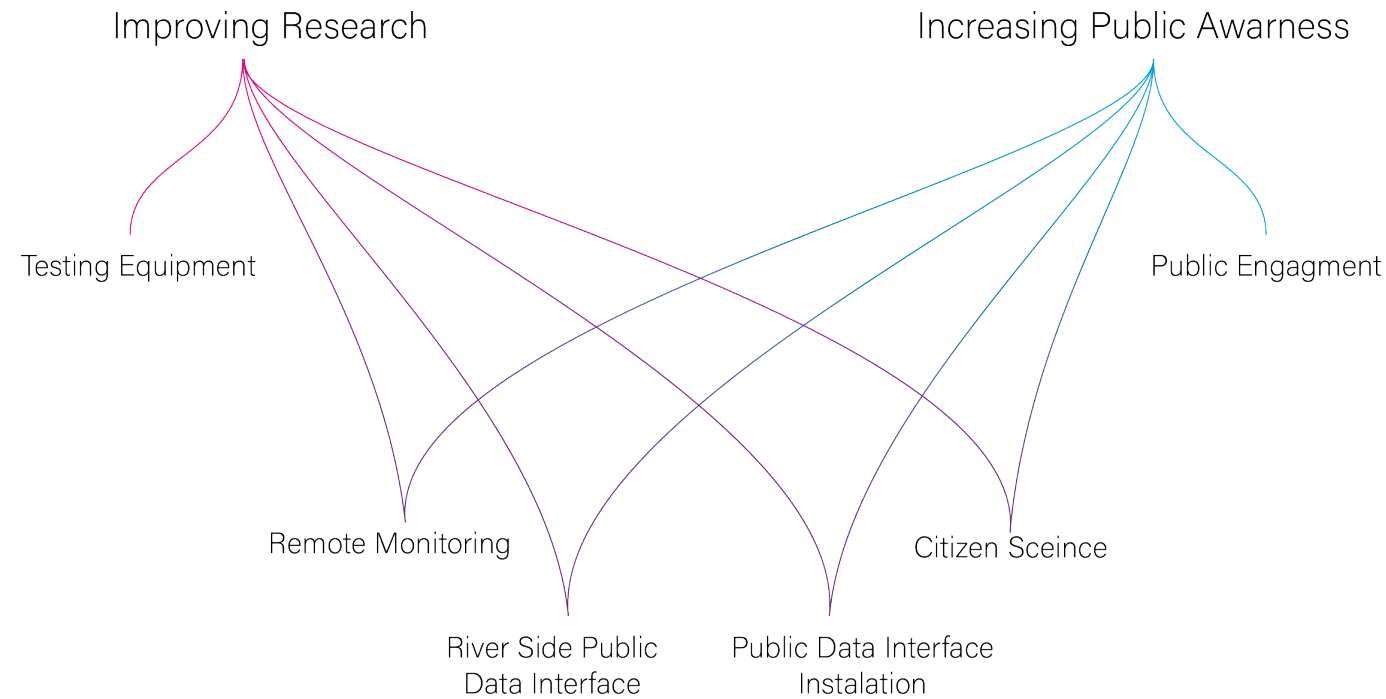 Improving Research
Increasing Public Awarness
Testing Equipment
Public Engagment
Remote Monitoring
Citizen Sceince
River Side Public
Data Interface
Public Data Interface
Instalation